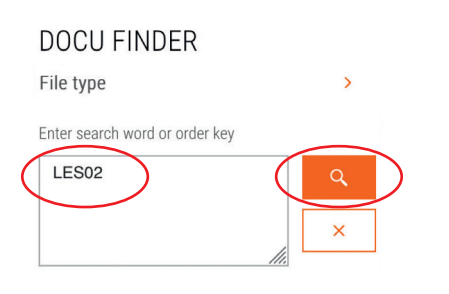 DOCU FINDER
File type
Enter search word or order key
LES02